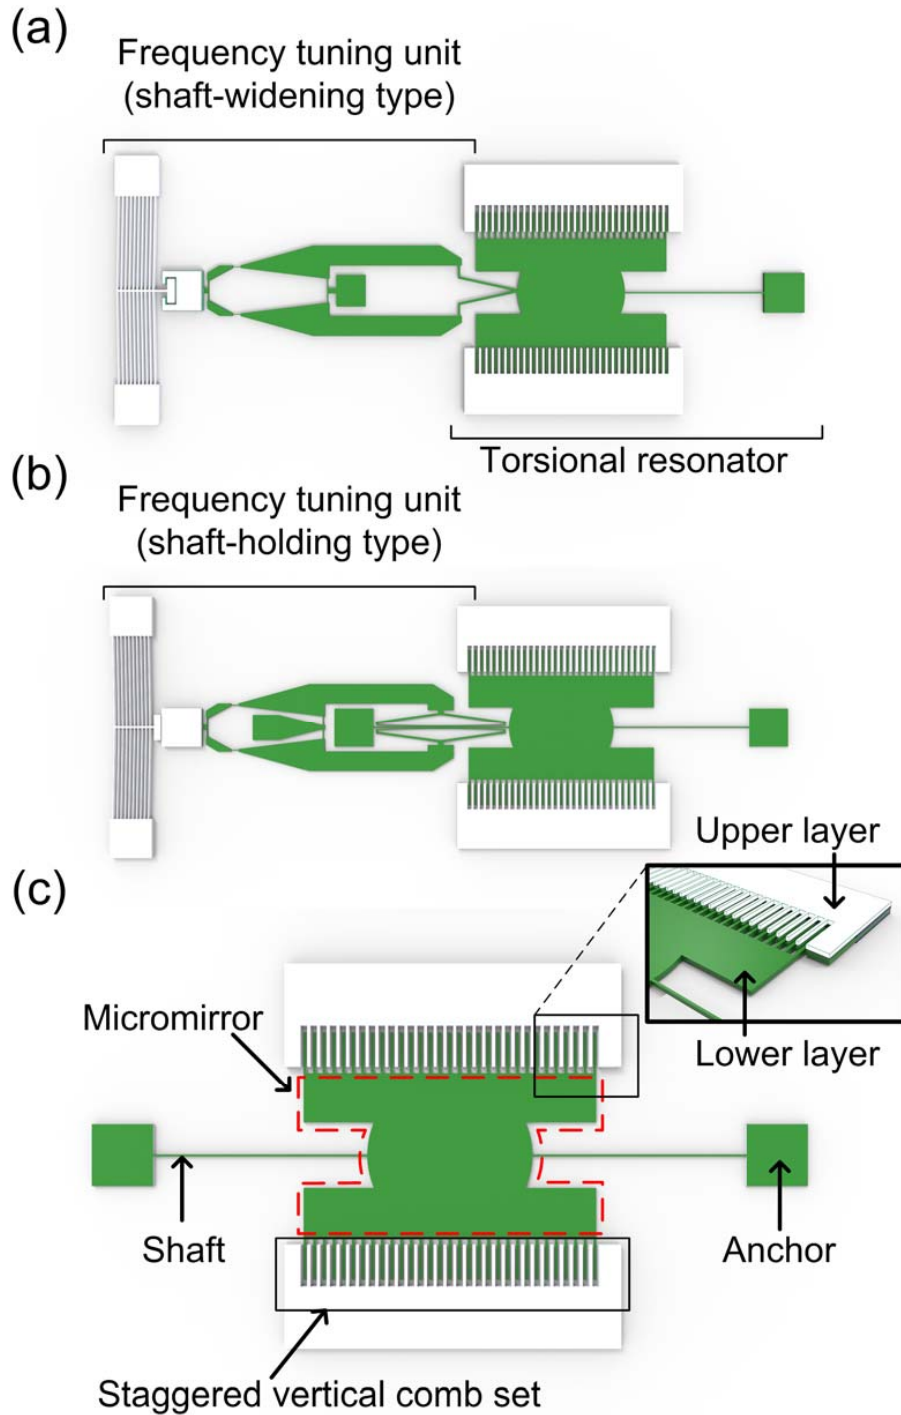 (a)
Frequency tuning unit
(shaft-widening type)
Torsional resonator
(b)
Frequency tuning unit
(shaft-holding type)
(c)
Upper layer
Micromirror
Lower layer
Shaft
Anchor
Staggered vertical comb set